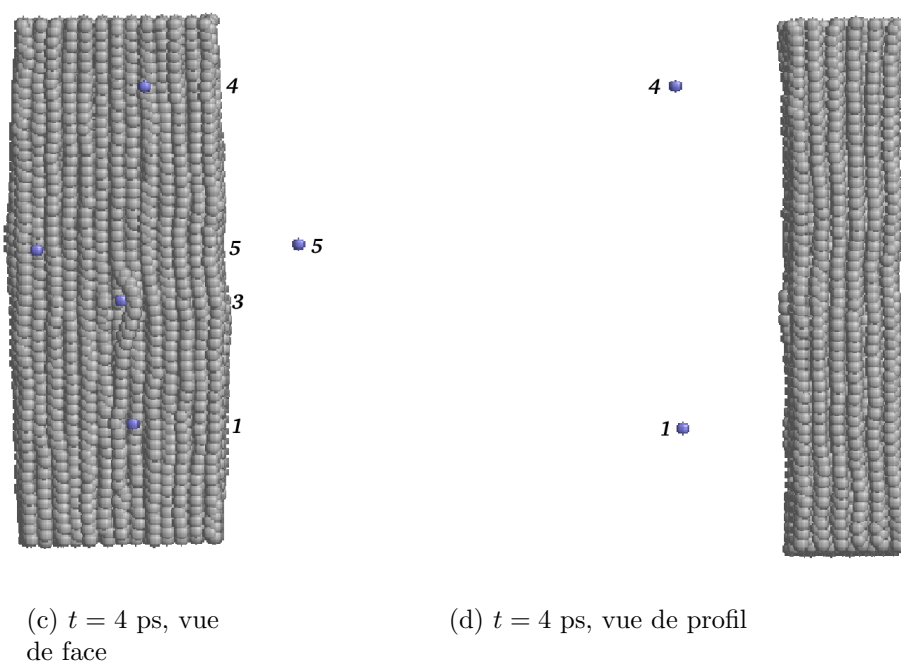 4
4
5
5
3
1
1
(c) t = 4 ps, vue
de face
(d) t = 4 ps, vue de profil